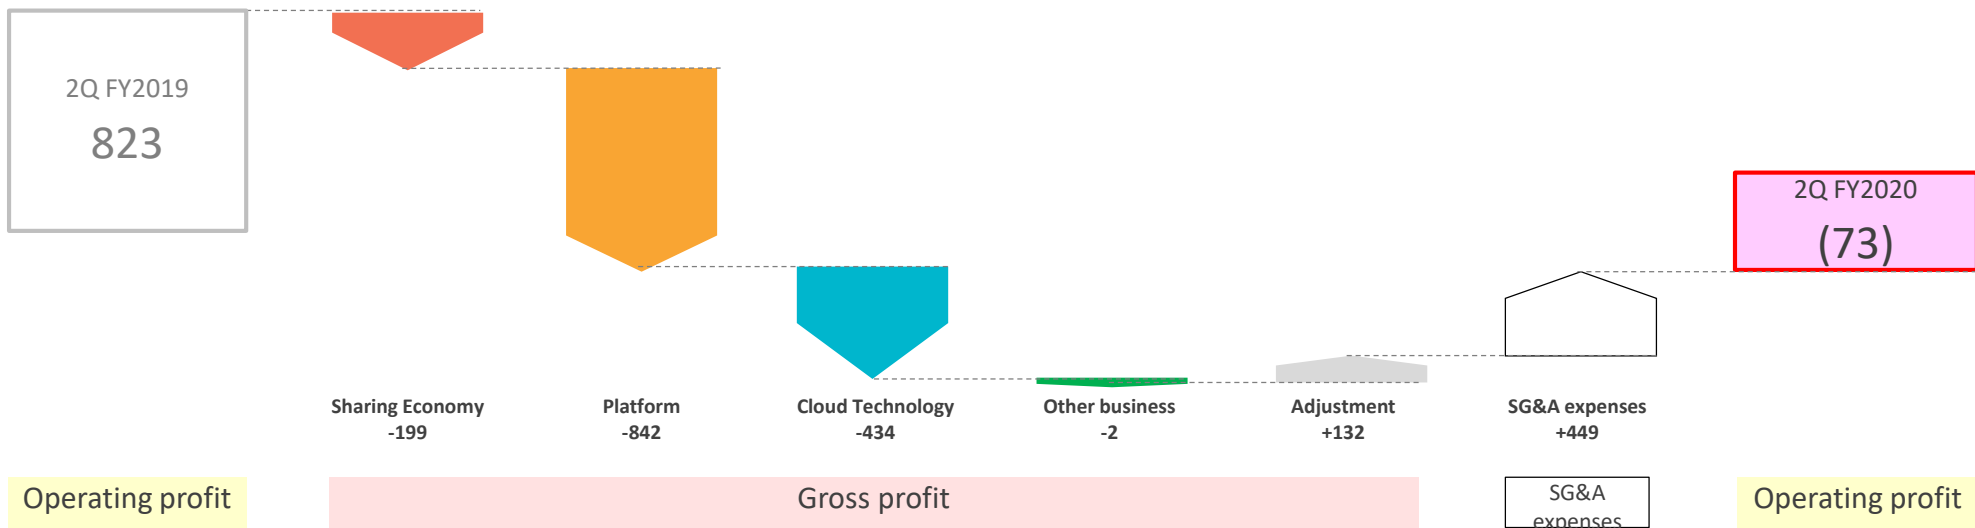 2Q FY2019
823
2Q FY2020
(73)
Sharing Economy
-199
Platform
-842
Cloud Technology
-434
Other business
-2
Adjustment
+132
SG&A expenses
+449
Operating profit
Gross profit
SG&A
expenses
Operating profit